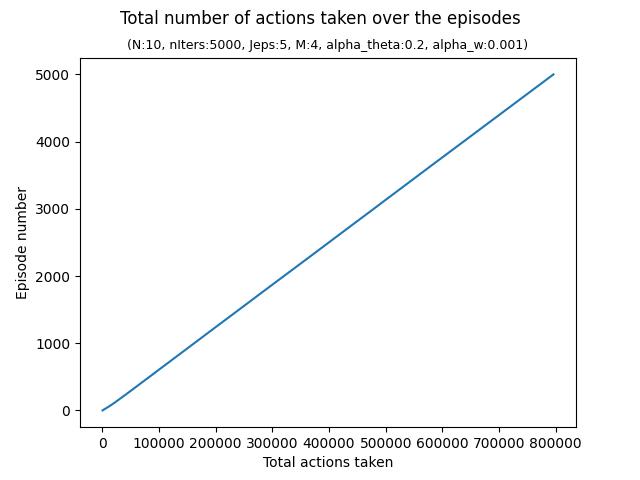 Total number of actions taken over the episodes
(N:10, nIters:5000, Jeps:5, M:4, alpha_theta:0.2, alpha_w:0.001)
5000
4000
3000
2000
1000
0
Episode number
0 100000 200000 300000 400000 500000 600000 700000 800000
Total actions taken